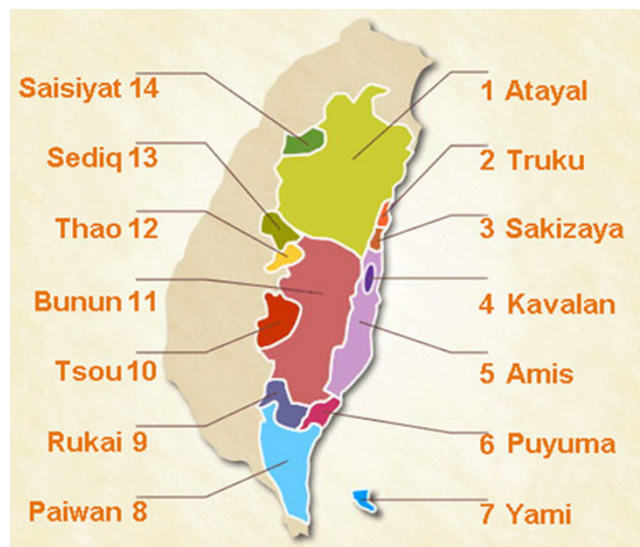 Saisiyat 14
Sediq 13
Thao 12
Bunun 11
Tsou 10
Rukai 9
Paiwan 8
1 Atayal
2 Truku
3 Sakizaya
4 Kavalan
5 Amis
6 Puyuma
7 Yami